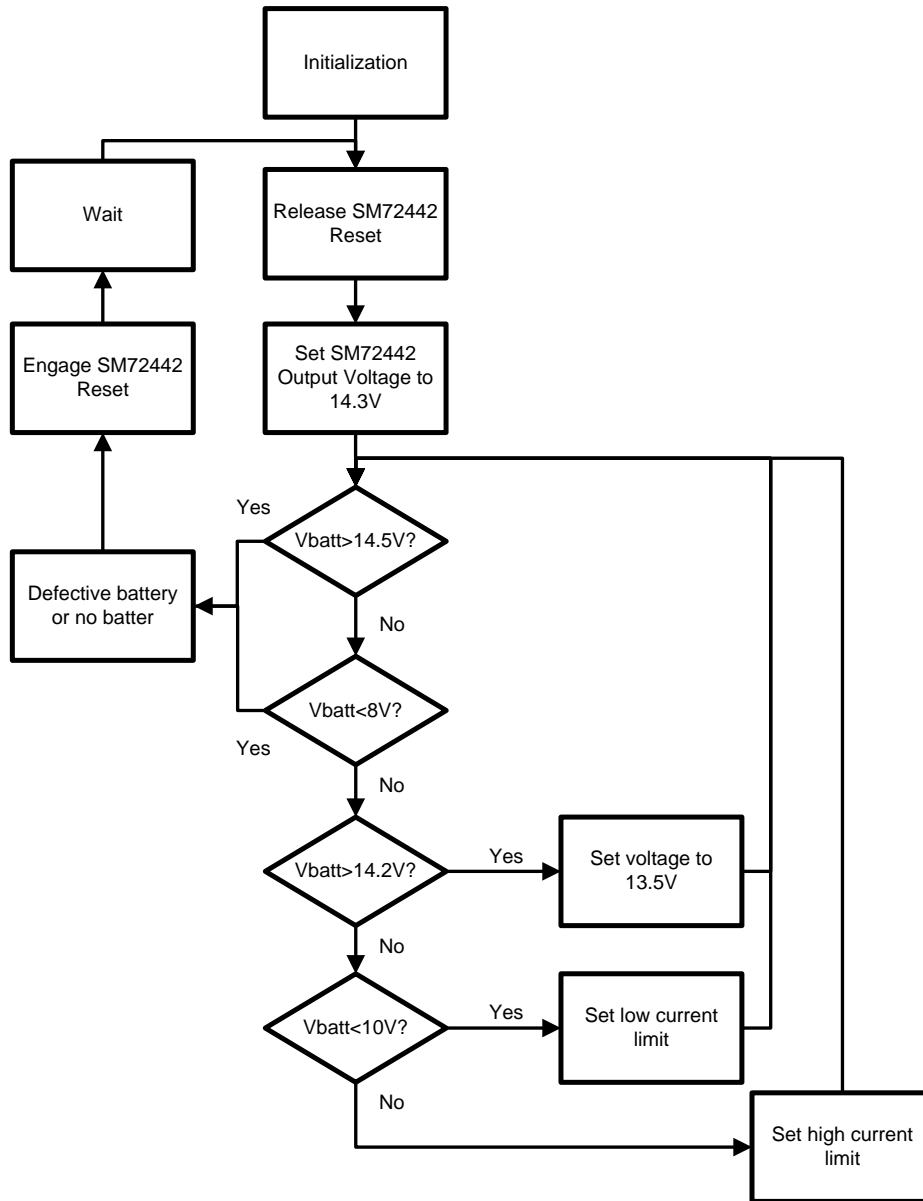 Initialization
Wait
Release SM72442
Reset
Engage SM72442
Reset
Set SM72442
Output Voltage to
14.3V
Yes
Vbatt>14.5V?
Defective battery
or no batter
No
Vbatt<8V?
Yes
No
Vbatt>14.2V?
Yes
Set voltage to
13.5V
No
Vbatt<10V?
Yes
Set low current
limit
No
Set high current
limit